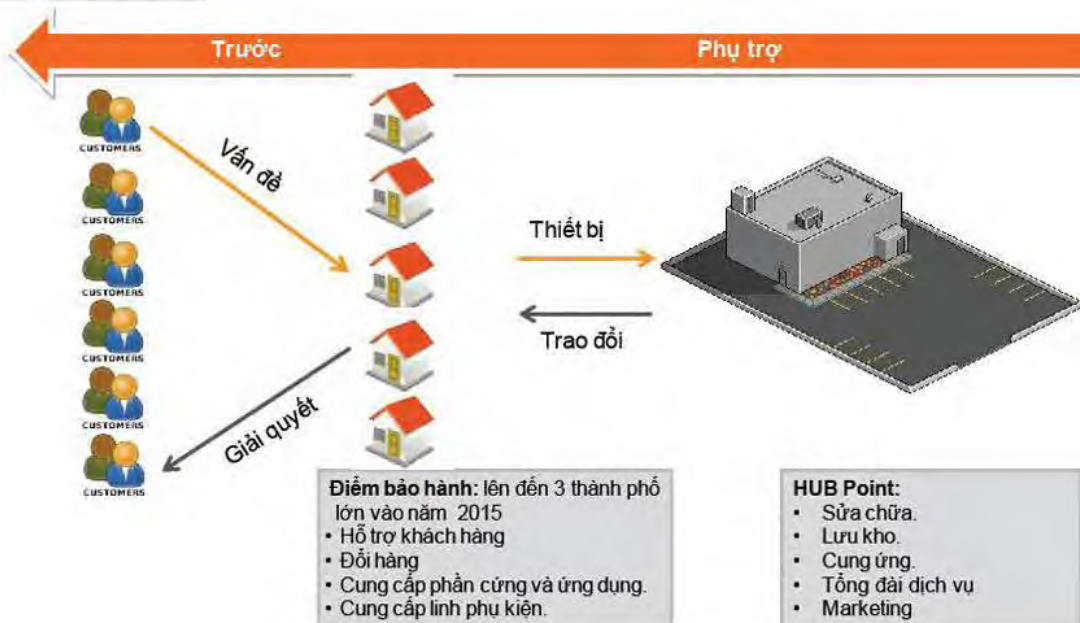 Trước
Phụ trợ
CUSTOMERS
CUSTOMERS
CUSTOMERS
CUSTOMERS
CUSTOMERS
CUSTOMERS
Vấn đề
Thiết bị
Trao đổi
Giải quyết
Điểm bảo hành: lên đến 3 thành phố
lớn vào năm 2015
• Hỗ trợ khách hàng
• Đổi hàng
• Cung cấp phần cứng và ứng dụng.
• Cung cấp linh phụ kiện.
HUB Point:
• Sửa chữa.
• Lưu kho.
• Cung ứng.
• Tổng đài dịch vụ
• Marketing